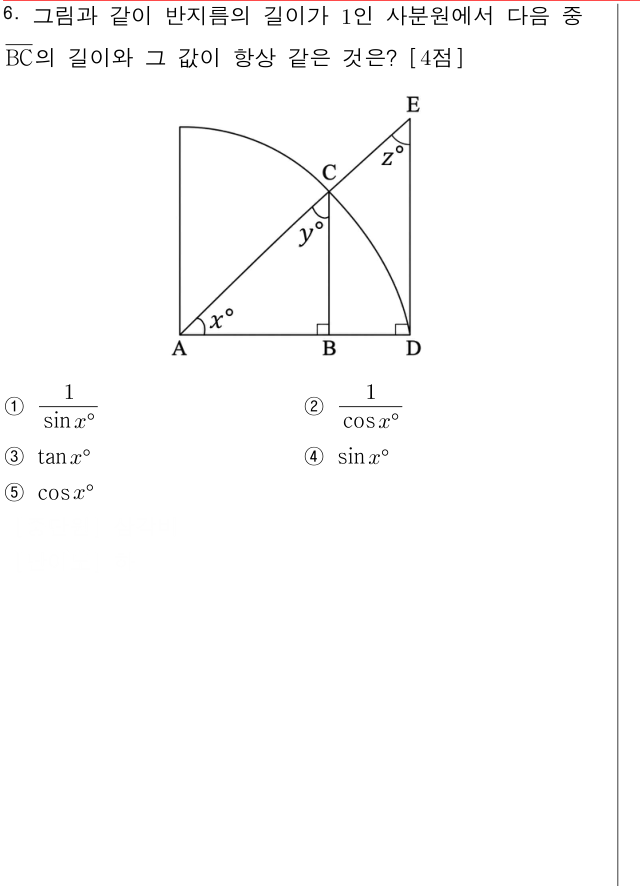 6. 그림과 같이 반지름의 길이가 1인 사분원에서 다음 중
BC의 길이와 그 값이 항상 같은 것은? [4점]
E
z°
C
y°
x°
A B D
① 1/sin x° ② 1/cos x°
③ tan x° ④ sin x°
⑤ cos x°